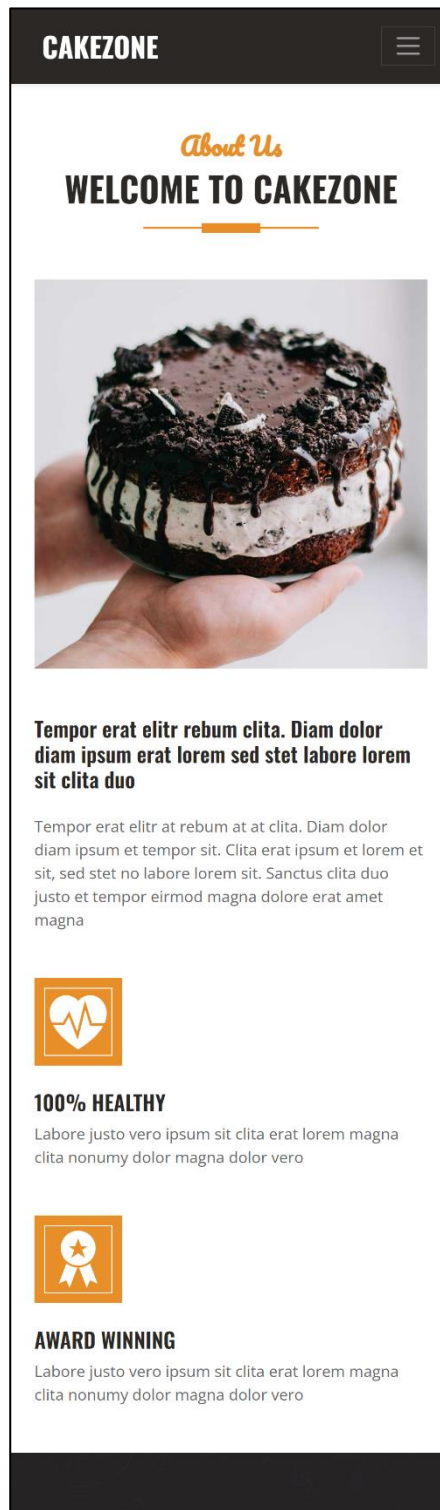 CAKEZONE
About Us
WELCOME TO CAKEZONE
Tempor erat elitr rebum clita. Diam dolor
diam ipsum erat lorem sed stet labore lorem
sit clita duo
Tempor erat elitr at rebum at at clita. Diam dolor
diam ipsum et tempor sit. Clita erat ipsum et lorem et
sit, sed stet no labore lorem sit. Sanctus clita duo
justo et tempor eirmod magna dolore erat amet
magna
100% HEALTHY
Labore justo vero ipsum sit clita erat lorem magna
clita nonumy dolor magna dolor vero
AWARD WINNING
Labore justo vero ipsum sit clita erat lorem magna
clita nonumy dolor magna dolor vero